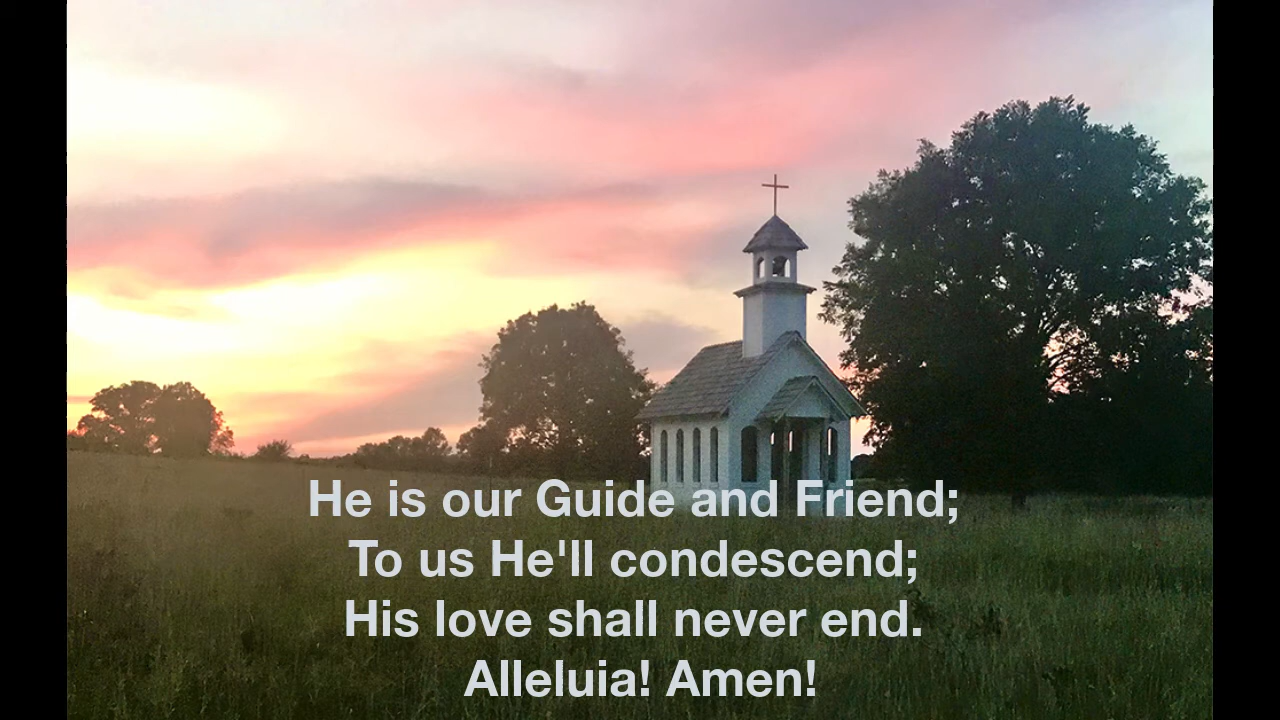 He is our Guide and Friend;
To us He'll condescend;
His love shall never end.
Alleluia! Amen!